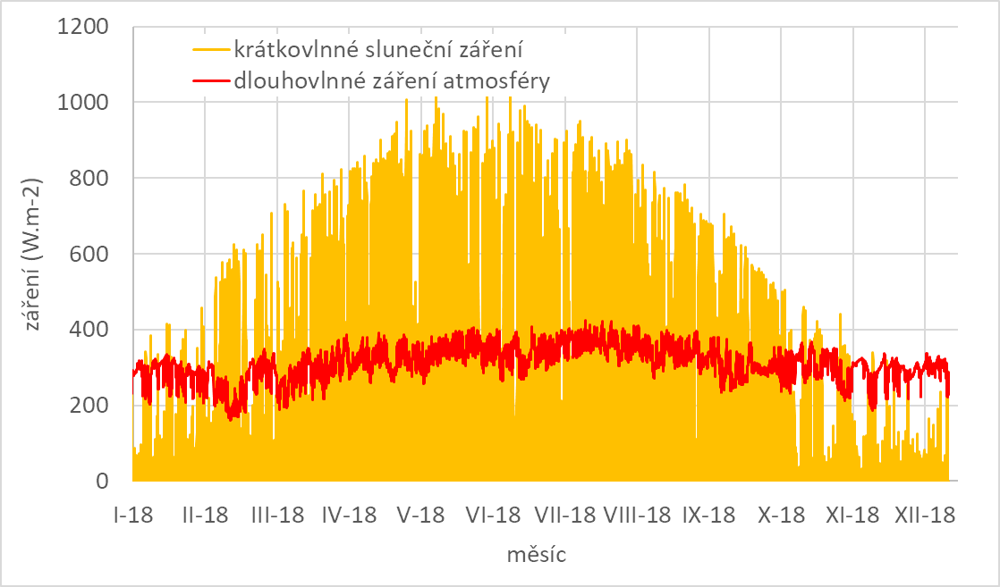 1200
krátkovlnné sluneční záření
dlouhovlnné záření atmosféry
1000
800
600
400
200
0
záření (W.m-2)
I-18 II-18 III-18 IV-18 V-18 VI-18 VII-18 VIII-18 IX-18 X-18 XI-18 XII-18
měsíc